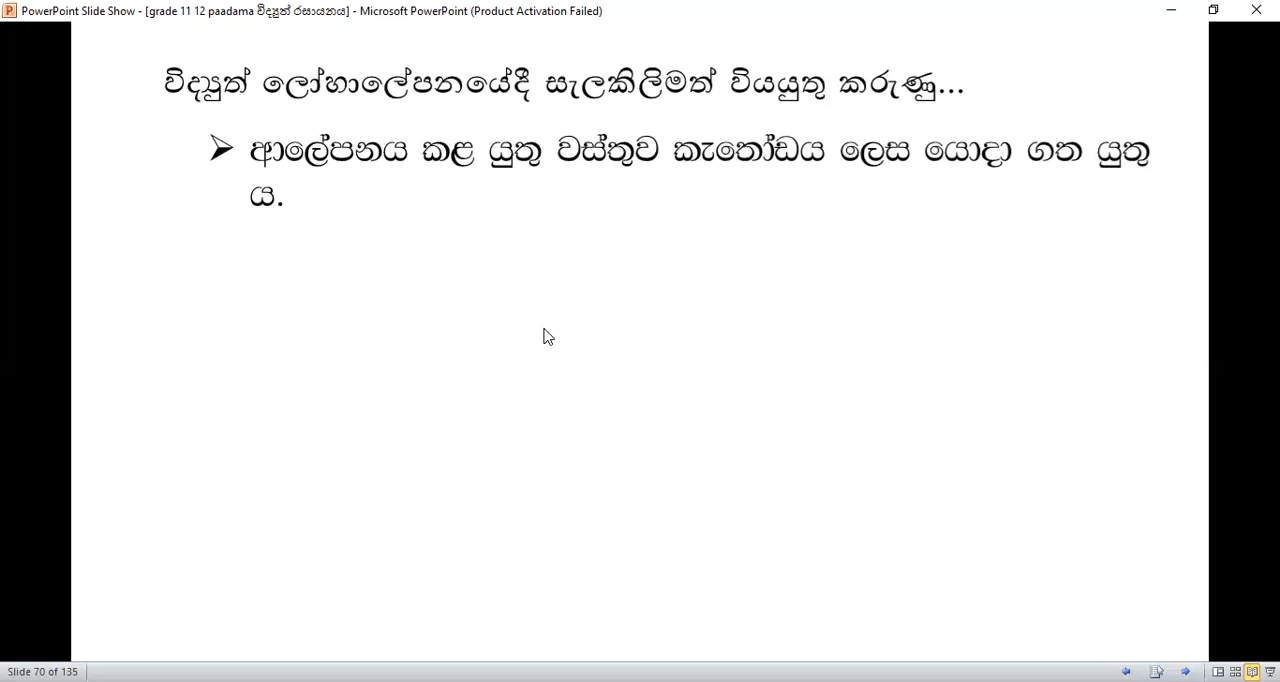 PowerPoint Slide Show - [grade 11 12 paadama විද්‍යුත් රසායනය] - Microsoft PowerPoint (Product Activation Failed)
විද්‍යුත් ලෝහාලේපනයේදී සැලකිලිමත් වියයුතු කරුණු...
➢ ආලේපනය කළ යුතු වස්තුව කැතෝඩය ලෙස යොදා ගත යුතු
ය.
Slide 70 of 135